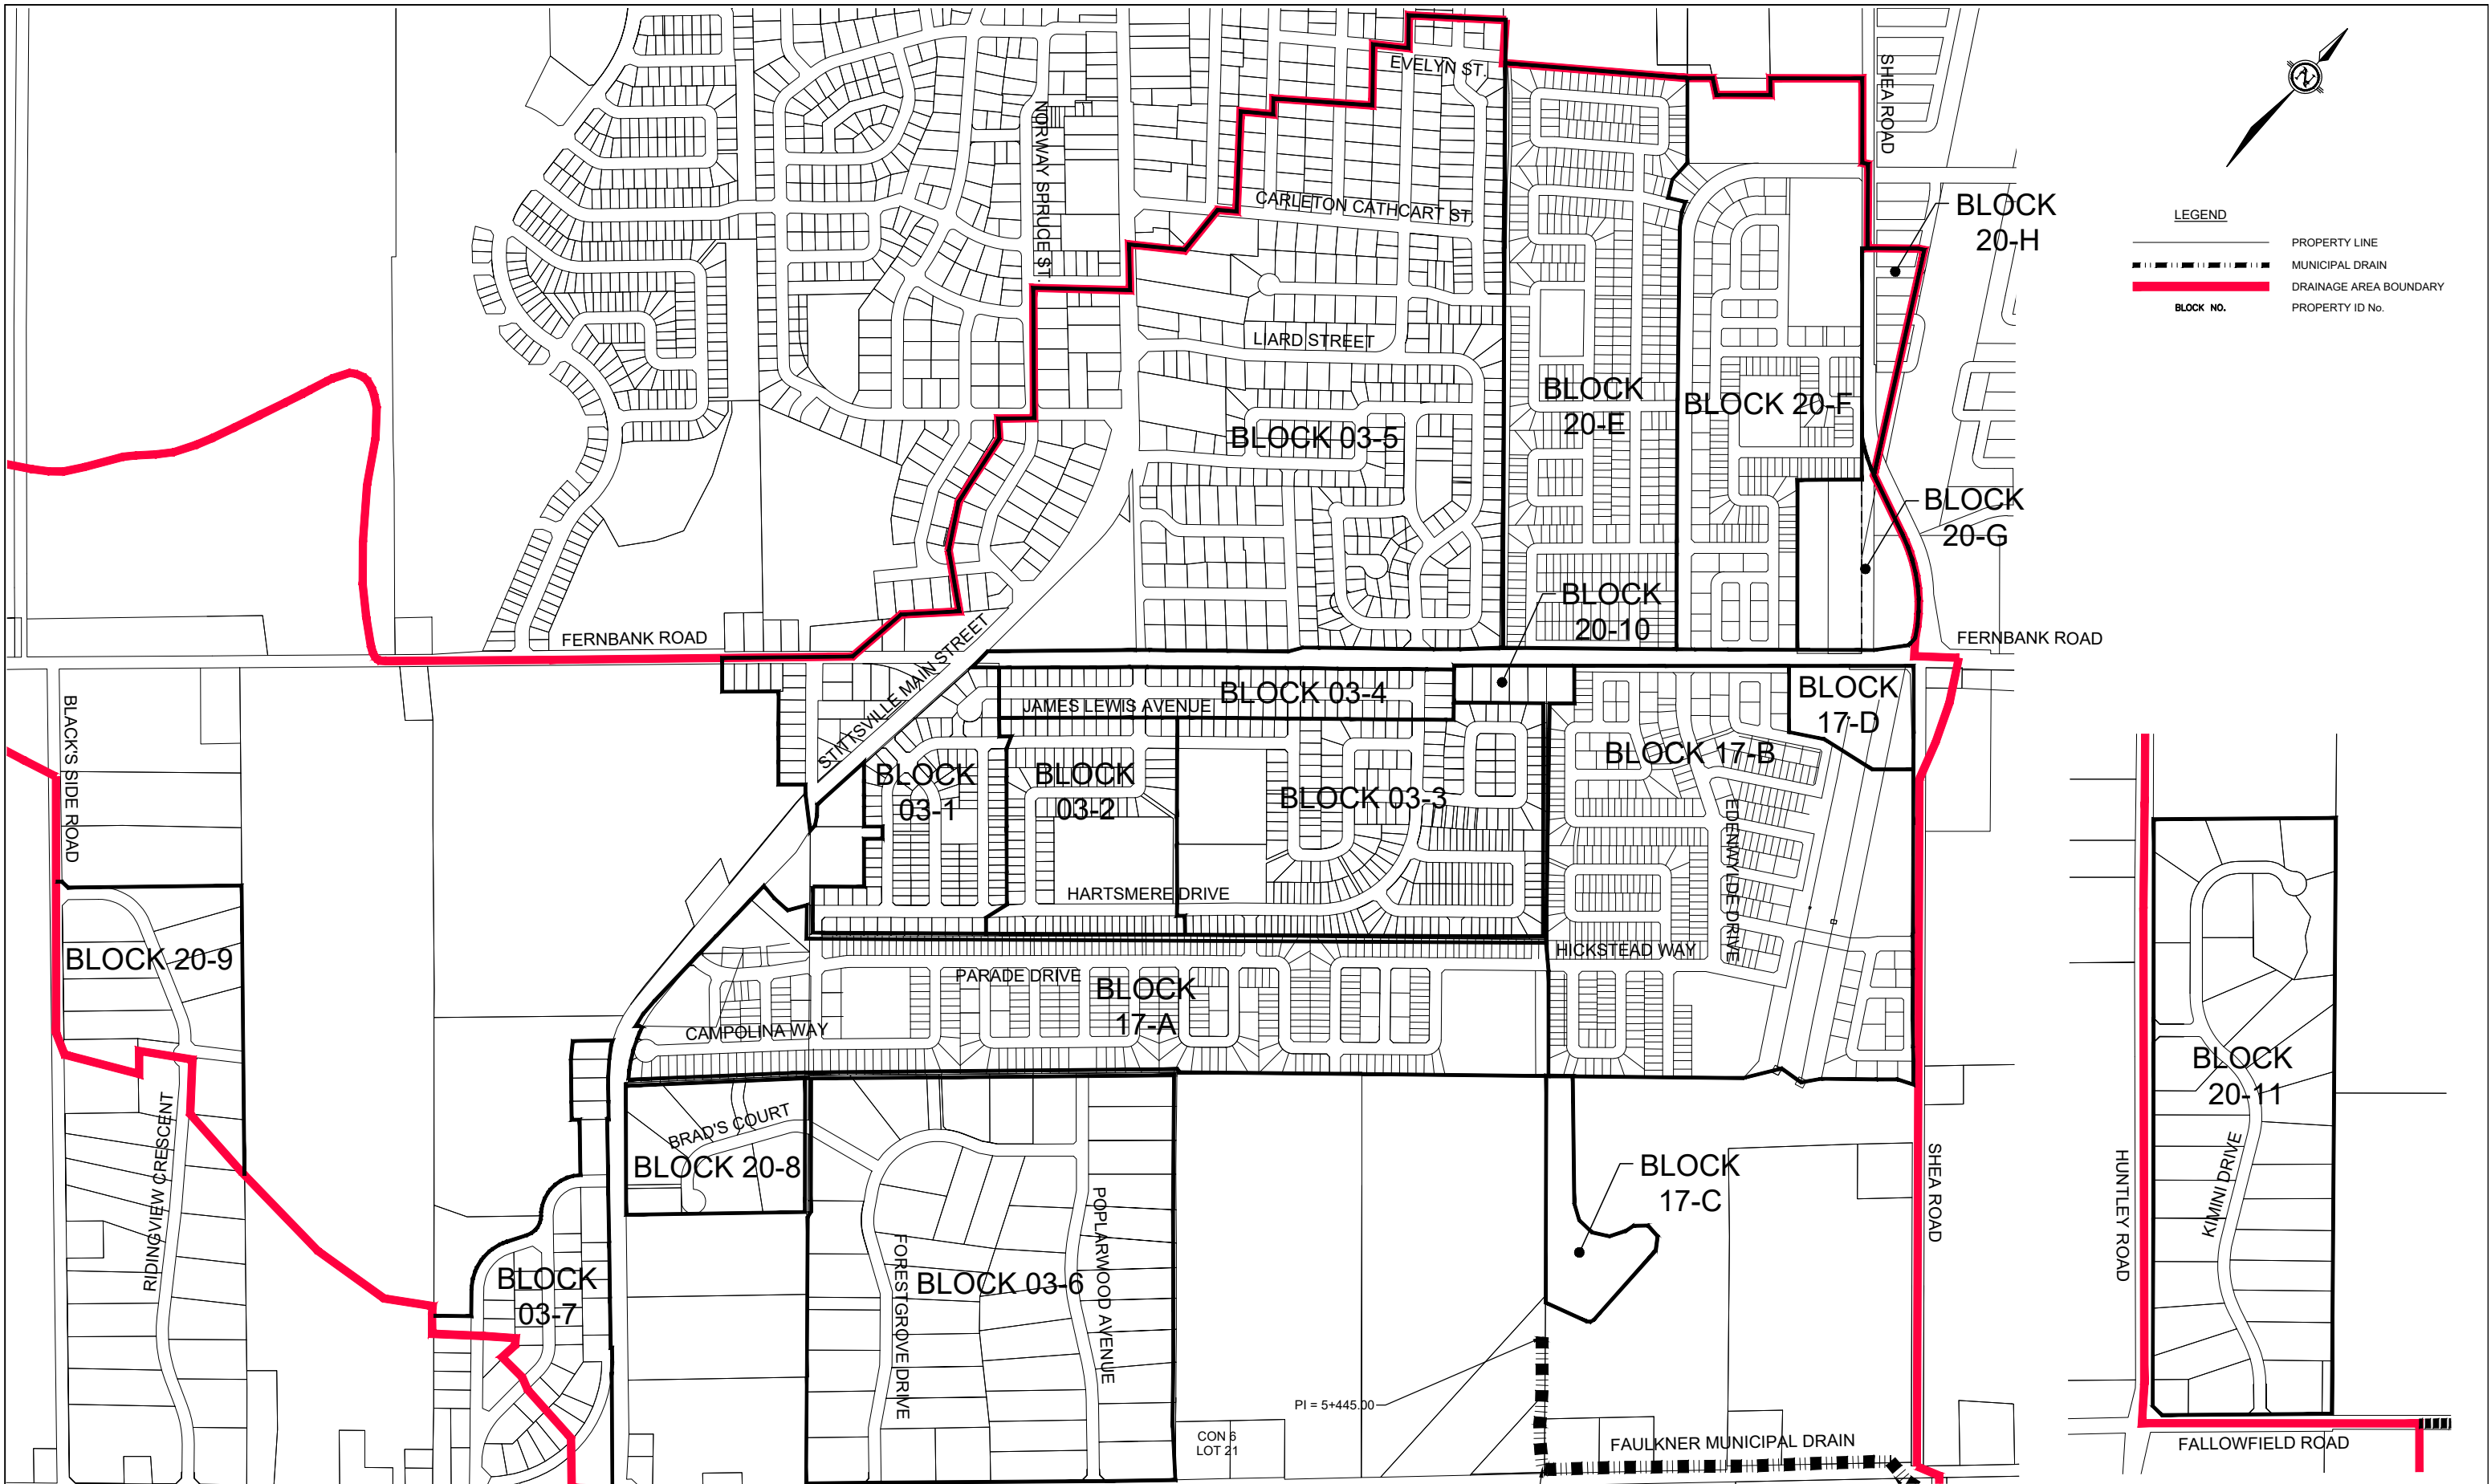 EVELYN ST.
SHEA ROAD
NORWAY SPRUCE ST.
CARLETON CATHCART ST.
BLOCK
20-H
LEGEND
PROPERTY LINE
MUNICIPAL DRAIN
DRAINAGE AREA BOUNDARY
BLOCK NO.
PROPERTY ID No.
LIARD STREET
BLOCK
20-E
BLOCK 20-F
BLOCK 03-5
BLOCK
20-G
BLOCK
20-10
FERNBANK ROAD
FERNBANK ROAD
STITTSVILLE MAIN STREET
BLACK'S SIDE ROAD
JAMES LEWIS AVENUE
BLOCK 03-4
BLOCK
17-D
BLOCK 17-B
BLOCK
03-1
BLOCK
03-2
BLOCK 03-3
EDENWYLDE DRIVE
HARTSMERE DRIVE
HICKSTEAD WAY
BLOCK 20-9
PARADE DRIVE
BLOCK
17-A
CAMPOLINA WAY
BLOCK
20-11
BRAD'S COURT
BLOCK 20-8
RIDINGVIEW CRESCENT
BLOCK
17-C
SHEA ROAD
HUNTLEY ROAD
KIMINI DRIVE
POPLARWOOD AVENUE
FORESTGROVE DRIVE
BLOCK 03-6
BLOCK
03-7
PI = 5+445.00
CON 6
LOT 21
FAULKNER MUNICIPAL DRAIN
FALLOWFIELD ROAD
N